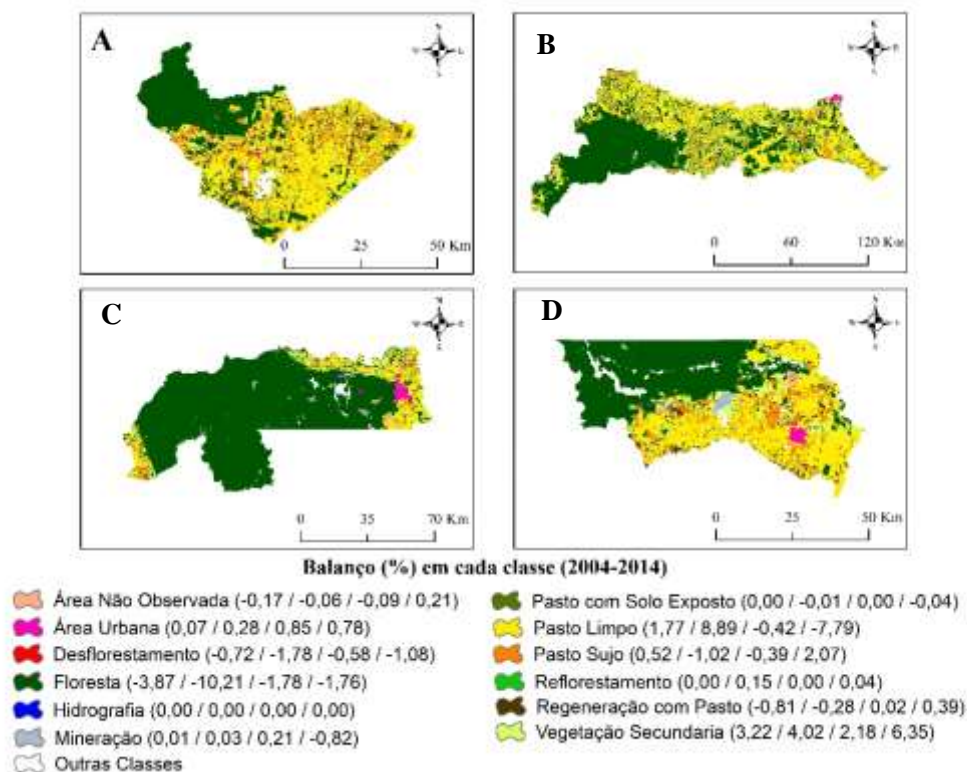 A
B
0 25 50 Km
0 60 120 Km
C
D
0 35 70 Km
0 25 50 Km
Balanço (%) em cada classe (2004-2014)
Área Não Observada (-0,17 / -0,06 / -0,09 / 0,21)
Área Urbana (0,07 / 0,28 / 0,85 / 0,78)
Desflorestamento (-0,72 / -1,78 / -0,58 / -1,08)
Floresta (-3,87 / -10,21 / -1,78 / -1,76)
Hidrografia (0,00 / 0,00 / 0,00 / 0,00)
Mineração (0,01 / 0,03 / 0,21 / -0,82)
Outras Classes
Pasto com Solo Exposto (0,00 / -0,01 / 0,00 / -0,04)
Pasto Limpo (1,77 / 8,89 / -0,42 / -7,79)
Pasto Sujo (0,52 / -1,02 / -0,39 / 2,07)
Reflorestamento (0,00 / 0,15 / 0,00 / 0,04)
Regeneração com Pasto (-0,81 / -0,28 / 0,02 / 0,39)
Vegetação Secundaria (3,22 / 4,02 / 2,18 / 6,35)